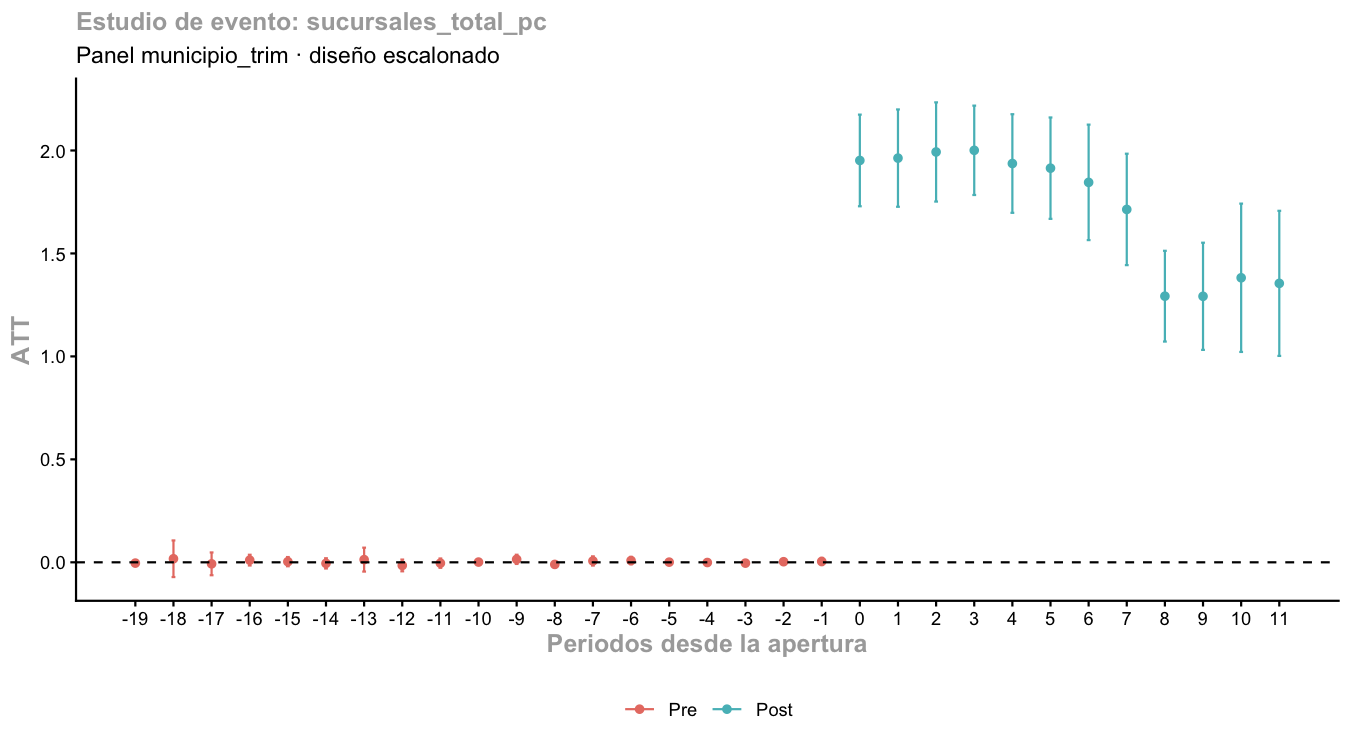 Estudio de evento: sucursales_total_pc
Panel municipio_trim · diseño escalonado
ATT
2.0
1.5
1.0
0.5
0.0
-19 -18 -17 -16 -15 -14 -13 -12 -11 -10 -9 -8 -7 -6 -5 -4 -3 -2 -1 0 1 2 3 4 5 6 7 8 9 10 11
Periodos desde la apertura
Pre Post